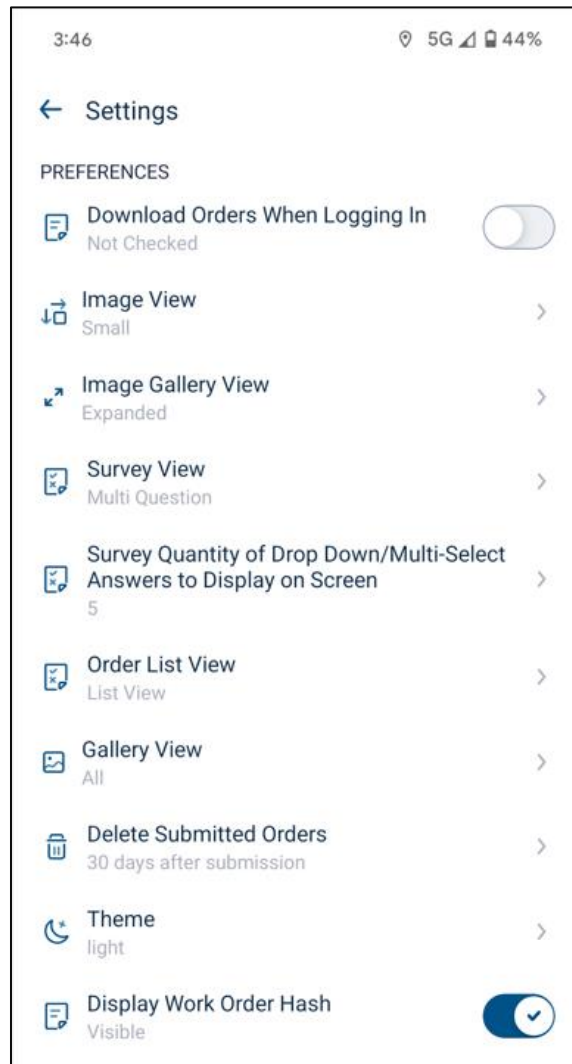 3:46 5G 44%
Settings
PREFERENCES
Download Orders When Logging In
Not Checked
Image View
Small
Image Gallery View
Expanded
Survey View
Multi Question
Survey Quantity of Drop Down/Multi-Select
Answers to Display on Screen
5
Order List View
List View
Gallery View
All
Delete Submitted Orders
30 days after submission
Theme
light
Display Work Order Hash
Visible